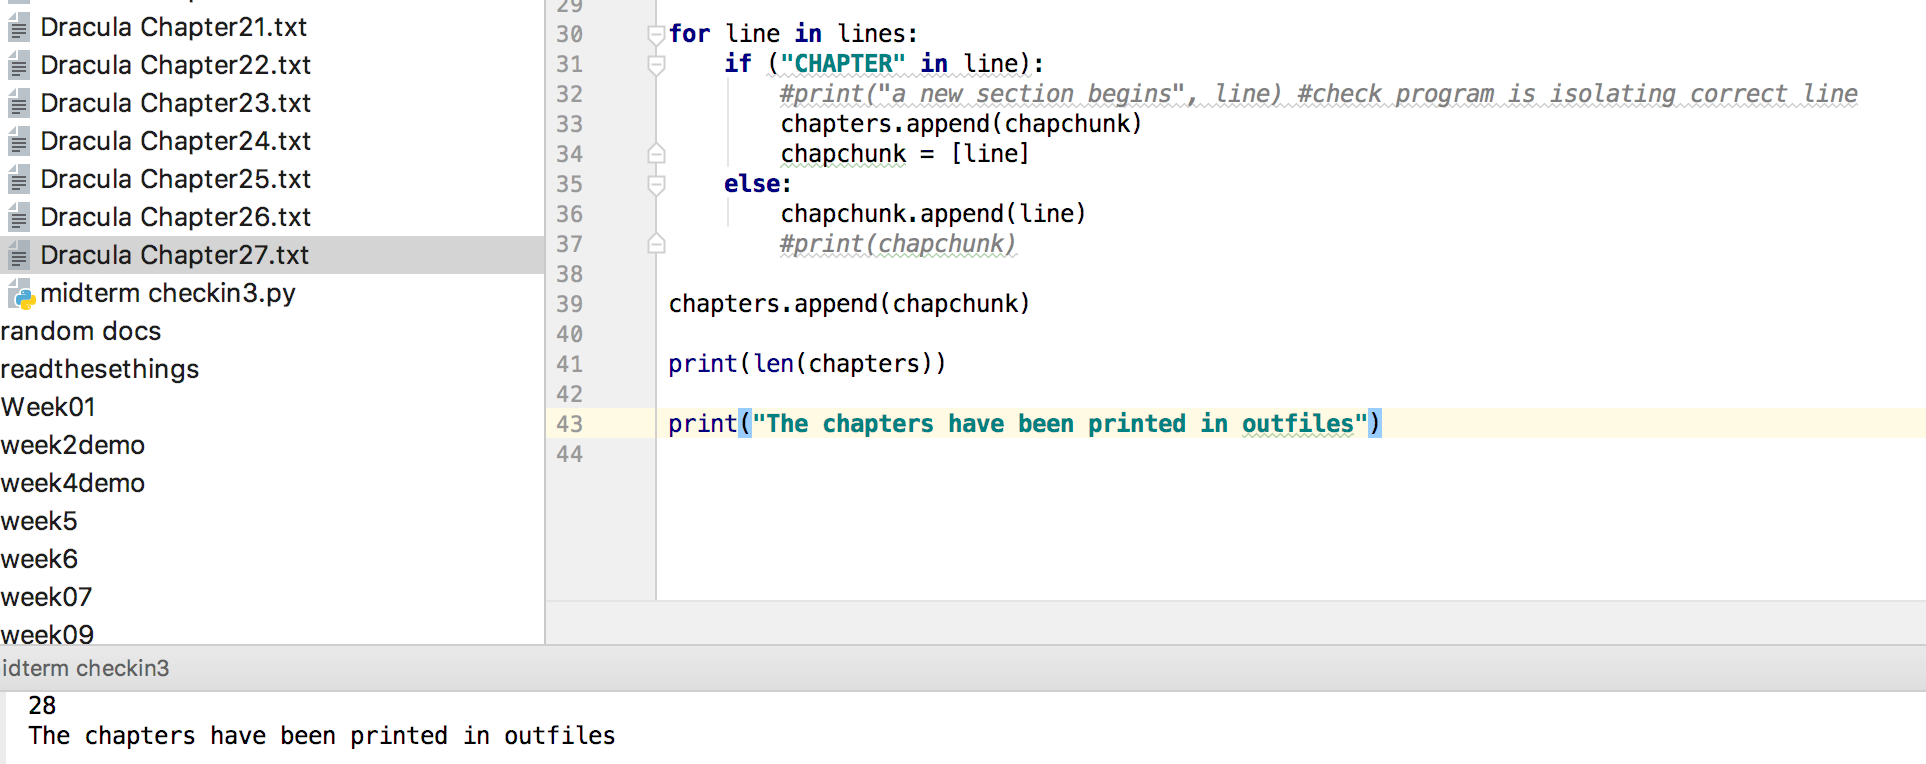 Dracula Chapter21.txt
Dracula Chapter22.txt
Dracula Chapter23.txt
Dracula Chapter24.txt
Dracula Chapter25.txt
Dracula Chapter26.txt
Dracula Chapter27.txt
midterm checkin3.py
random docs
readthesethings
Week01
week2demo
week4demo
week5
week6
week07
week09
29
30 for line in lines:
31 if ("CHAPTER" in line):
32 #print("a new section begins", line) #check program is isolating correct line
33 chapters.append(chapchunk)
34 chapchunk = [line]
35 else:
36 chapchunk.append(line)
37 #print(chapchunk)
38
39 chapters.append(chapchunk)
40
41 print(len(chapters))
42
43 print("The chapters have been printed in outfiles")
44
idterm checkin3
28
The chapters have been printed in outfiles